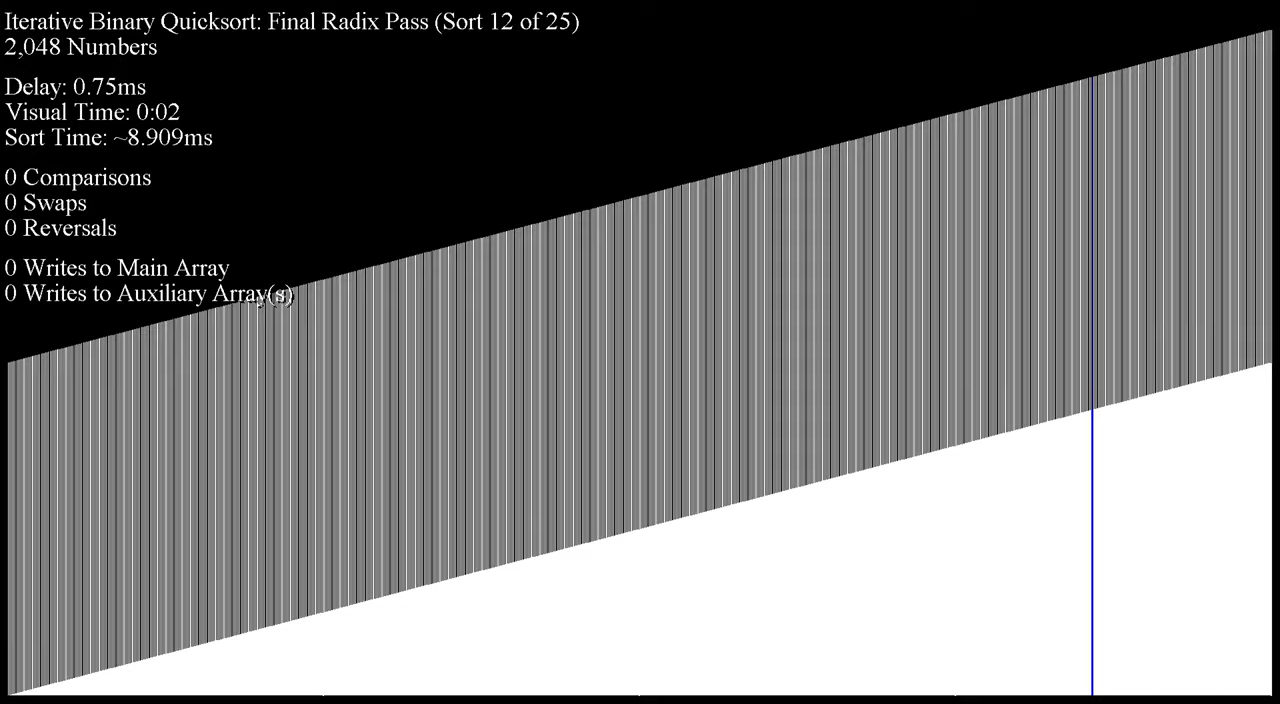 Iterative Binary Quicksort: Final Radix Pass (Sort 12 of 25)
2,048 Numbers
Delay: 0.75ms
Visual Time: 0:02
Sort Time: ~8.909ms
0 Comparisons
0 Swaps
0 Reversals
0 Writes to Main Array
0 Writes to Auxiliary Array(s)